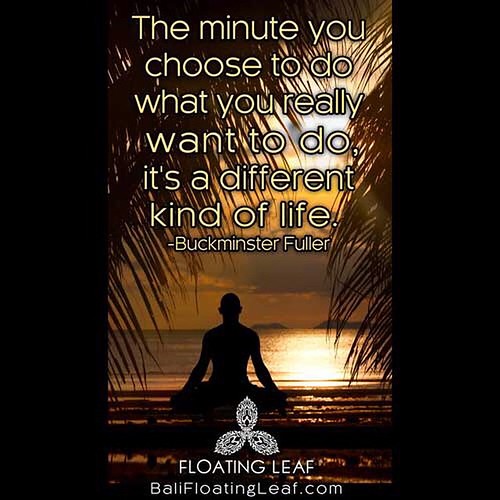 The minute you
choose to do
what you really
want to do,
it's a different
kind of life.
-Buckminster Fuller
FLOATING LEAF
BaliFloatingLeaf.com